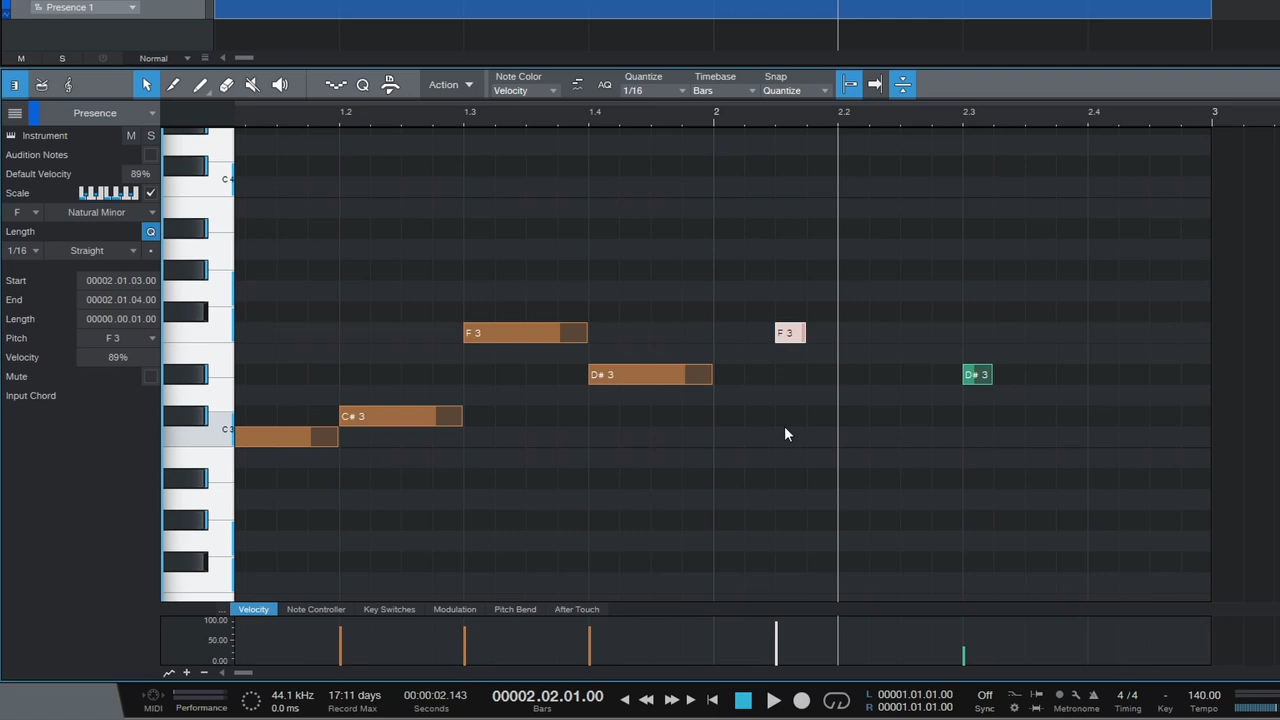 Presence 1
M S Normal
Action
Note Color
Velocity
AQ
Quantize
1/16
Timebase
Bars
Snap
Quantize
Presence
1.2 1.3 1.4 2 2.2 2.3 2.4 3
Instrument M S
Audition Notes
Default Velocity 89%
Scale
F Natural Minor
Length Q
1/16 Straight
Start 00002.01.03.00
End 00002.01.04.00
Length 00000.00.01.00
Pitch F 3
Velocity 89%
Mute
Input Chord
C 4
F 3
F 3
D# 3
D# 3
C# 3
C 3
... Velocity Note Controller Key Switches Modulation Pitch Bend After Touch
100.00
50.00
0.00
MIDI
Performance
44.1 kHz
0.0 ms
17:11 days
Record Max
00:00:02.143
Seconds
00002.02.01.00
Bars
L 00001.01.01.00
R 00001.01.01.00
Off
Sync
Metronome
4 / 4
Timing
-
Key
140.00
Tempo